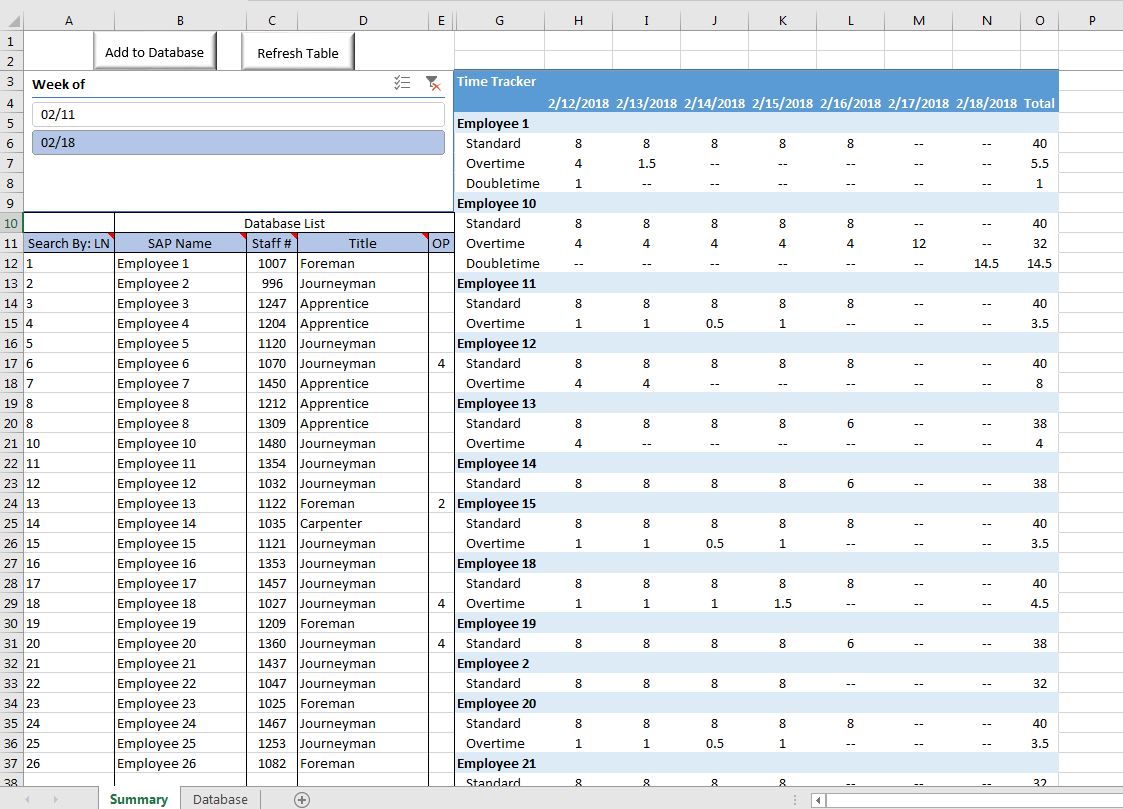 A B C D E G H I J K L M N O P
1 Add to Database Refresh Table
2
3 Week of Time Tracker
4 02/11 2/12/2018 2/13/2018 2/14/2018 2/15/2018 2/16/2018 2/17/2018 2/18/2018 Total
5 Employee 1
6 02/18 Standard 8 8 8 8 8 -- -- 40
7 Overtime 4 1.5 -- -- -- -- -- 5.5
8 Doubletime 1 -- -- -- -- -- -- 1
9 Employee 10
10 Database List Standard 8 8 8 8 8 -- -- 40
11 Search By: LN SAP Name Staff # Title OP Overtime 4 4 4 4 4 12 -- 32
12 1 Employee 1 1007 Foreman Doubletime -- -- -- -- -- -- 14.5 14.5
13 2 Employee 2 996 Journeyman Employee 11
14 3 Employee 3 1247 Apprentice Standard 8 8 8 8 8 -- -- 40
15 4 Employee 4 1204 Apprentice Overtime 1 1 0.5 1 -- -- -- 3.5
16 5 Employee 5 1120 Journeyman Employee 12
17 6 Employee 6 1070 Journeyman 4 Standard 8 8 8 8 8 -- -- 40
18 7 Employee 7 1450 Apprentice Overtime 4 4 -- -- -- -- -- 8
19 8 Employee 8 1212 Apprentice Employee 13
20 8 Employee 8 1309 Apprentice Standard 8 8 8 8 6 -- -- 38
21 10 Employee 10 1480 Journeyman Overtime 4 -- -- -- -- -- -- 4
22 11 Employee 11 1354 Journeyman Employee 14
23 12 Employee 12 1032 Journeyman Standard 8 8 8 8 6 -- -- 38
24 13 Employee 13 1122 Foreman 2 Employee 15
25 14 Employee 14 1035 Carpenter Standard 8 8 8 8 8 -- -- 40
26 15 Employee 15 1121 Journeyman Overtime 1 1 0.5 1 -- -- -- 3.5
27 16 Employee 16 1353 Journeyman Employee 18
28 17 Employee 17 1457 Journeyman Standard 8 8 8 8 8 -- -- 40
29 18 Employee 18 1027 Journeyman 4 Overtime 1 1 1 1.5 -- -- -- 4.5
30 19 Employee 19 1209 Foreman Employee 19
31 20 Employee 20 1360 Journeyman 4 Standard 8 8 8 8 6 -- -- 38
32 21 Employee 21 1437 Journeyman Employee 2
33 22 Employee 22 1047 Journeyman Standard 8 8 8 8 -- -- -- 32
34 23 Employee 23 1025 Foreman Employee 20
35 24 Employee 24 1467 Journeyman Standard 8 8 8 8 8 -- -- 40
36 25 Employee 25 1253 Journeyman Overtime 1 1 0.5 1 -- -- -- 3.5
37 26 Employee 26 1082 Foreman Employee 21
38 Standard 8 8 8 8 -- -- -- 32
Summary Database